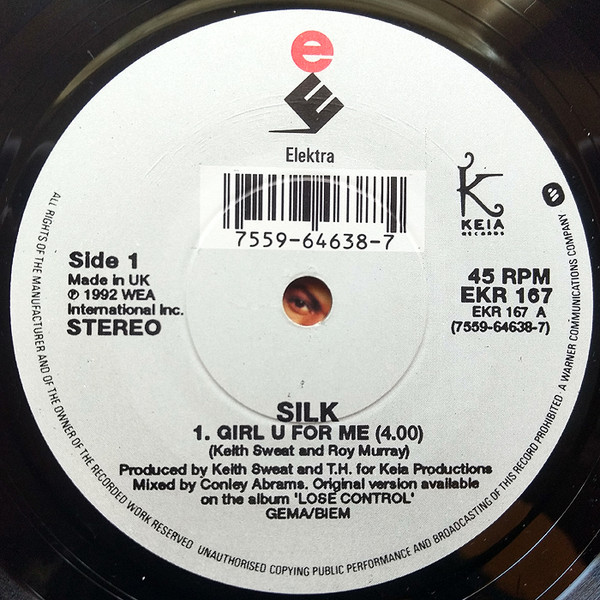 e
Elektra
7559-64638-7
K
KEIA
records
Side 1
Made in UK
℗ 1992 WEA
International Inc.
STEREO
45 RPM
EKR 167
EKR 167 A
(7559-64638-7)
SILK
1. GIRL U FOR ME (4.00)
(Keith Sweat and Roy Murray)
Produced by Keith Sweat and T.H. for Keia Productions
Mixed by Conley Abrams. Original version available
on the album 'LOSE CONTROL'
GEMA/BIEM
ALL RIGHTS OF THE MANUFACTURER AND OF THE OWNER OF THE RECORDED WORK RESERVED UNAUTHORISED COPYING PUBLIC PERFORMANCE AND BROADCASTING OF THIS RECORD PROHIBITED. A WARNER COMMUNICATIONS COMPANY